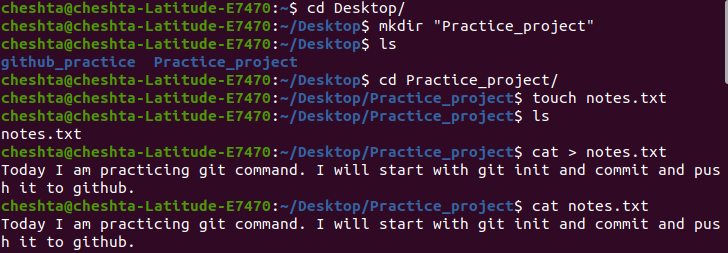 cheshta@cheshta-Latitude-E7470:~$ cd Desktop/
cheshta@cheshta-Latitude-E7470:~/Desktop$ mkdir "Practice_project"
cheshta@cheshta-Latitude-E7470:~/Desktop$ ls
github_practice  Practice_project
cheshta@cheshta-Latitude-E7470:~/Desktop$ cd Practice_project/
cheshta@cheshta-Latitude-E7470:~/Desktop/Practice_project$ touch notes.txt
cheshta@cheshta-Latitude-E7470:~/Desktop/Practice_project$ ls
notes.txt
cheshta@cheshta-Latitude-E7470:~/Desktop/Practice_project$ cat > notes.txt
Today I am practicing git command. I will start with git init and commit and pus
h it to github.
cheshta@cheshta-Latitude-E7470:~/Desktop/Practice_project$ cat notes.txt
Today I am practicing git command. I will start with git init and commit and pus
h it to github.